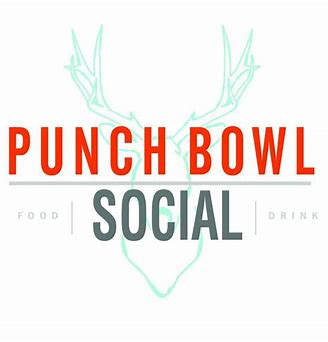 PUNCH BOWL
FOOD | SOCIAL | DRINK